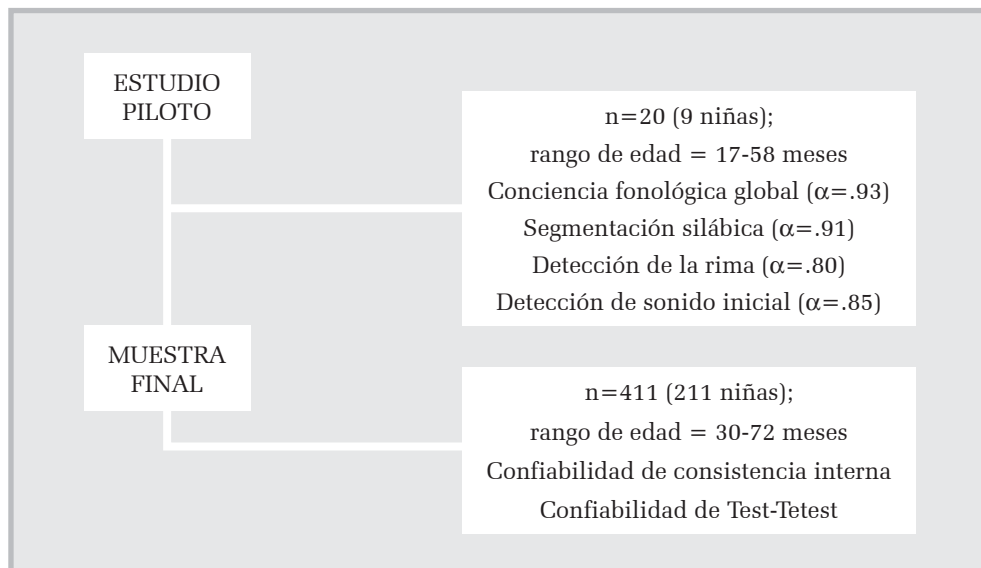 ESTUDIO
PILOTO
n=20 (9 niñas);
rango de edad = 17-58 meses
Conciencia fonológica global (α=.93)
Segmentación silábica (α=.91)
Detección de la rima (α=.80)
Detección de sonido inicial (α=.85)
MUESTRA
FINAL
n=411 (211 niñas);
rango de edad = 30-72 meses
Confiabilidad de consistencia interna
Confiabilidad de Test-Tetest